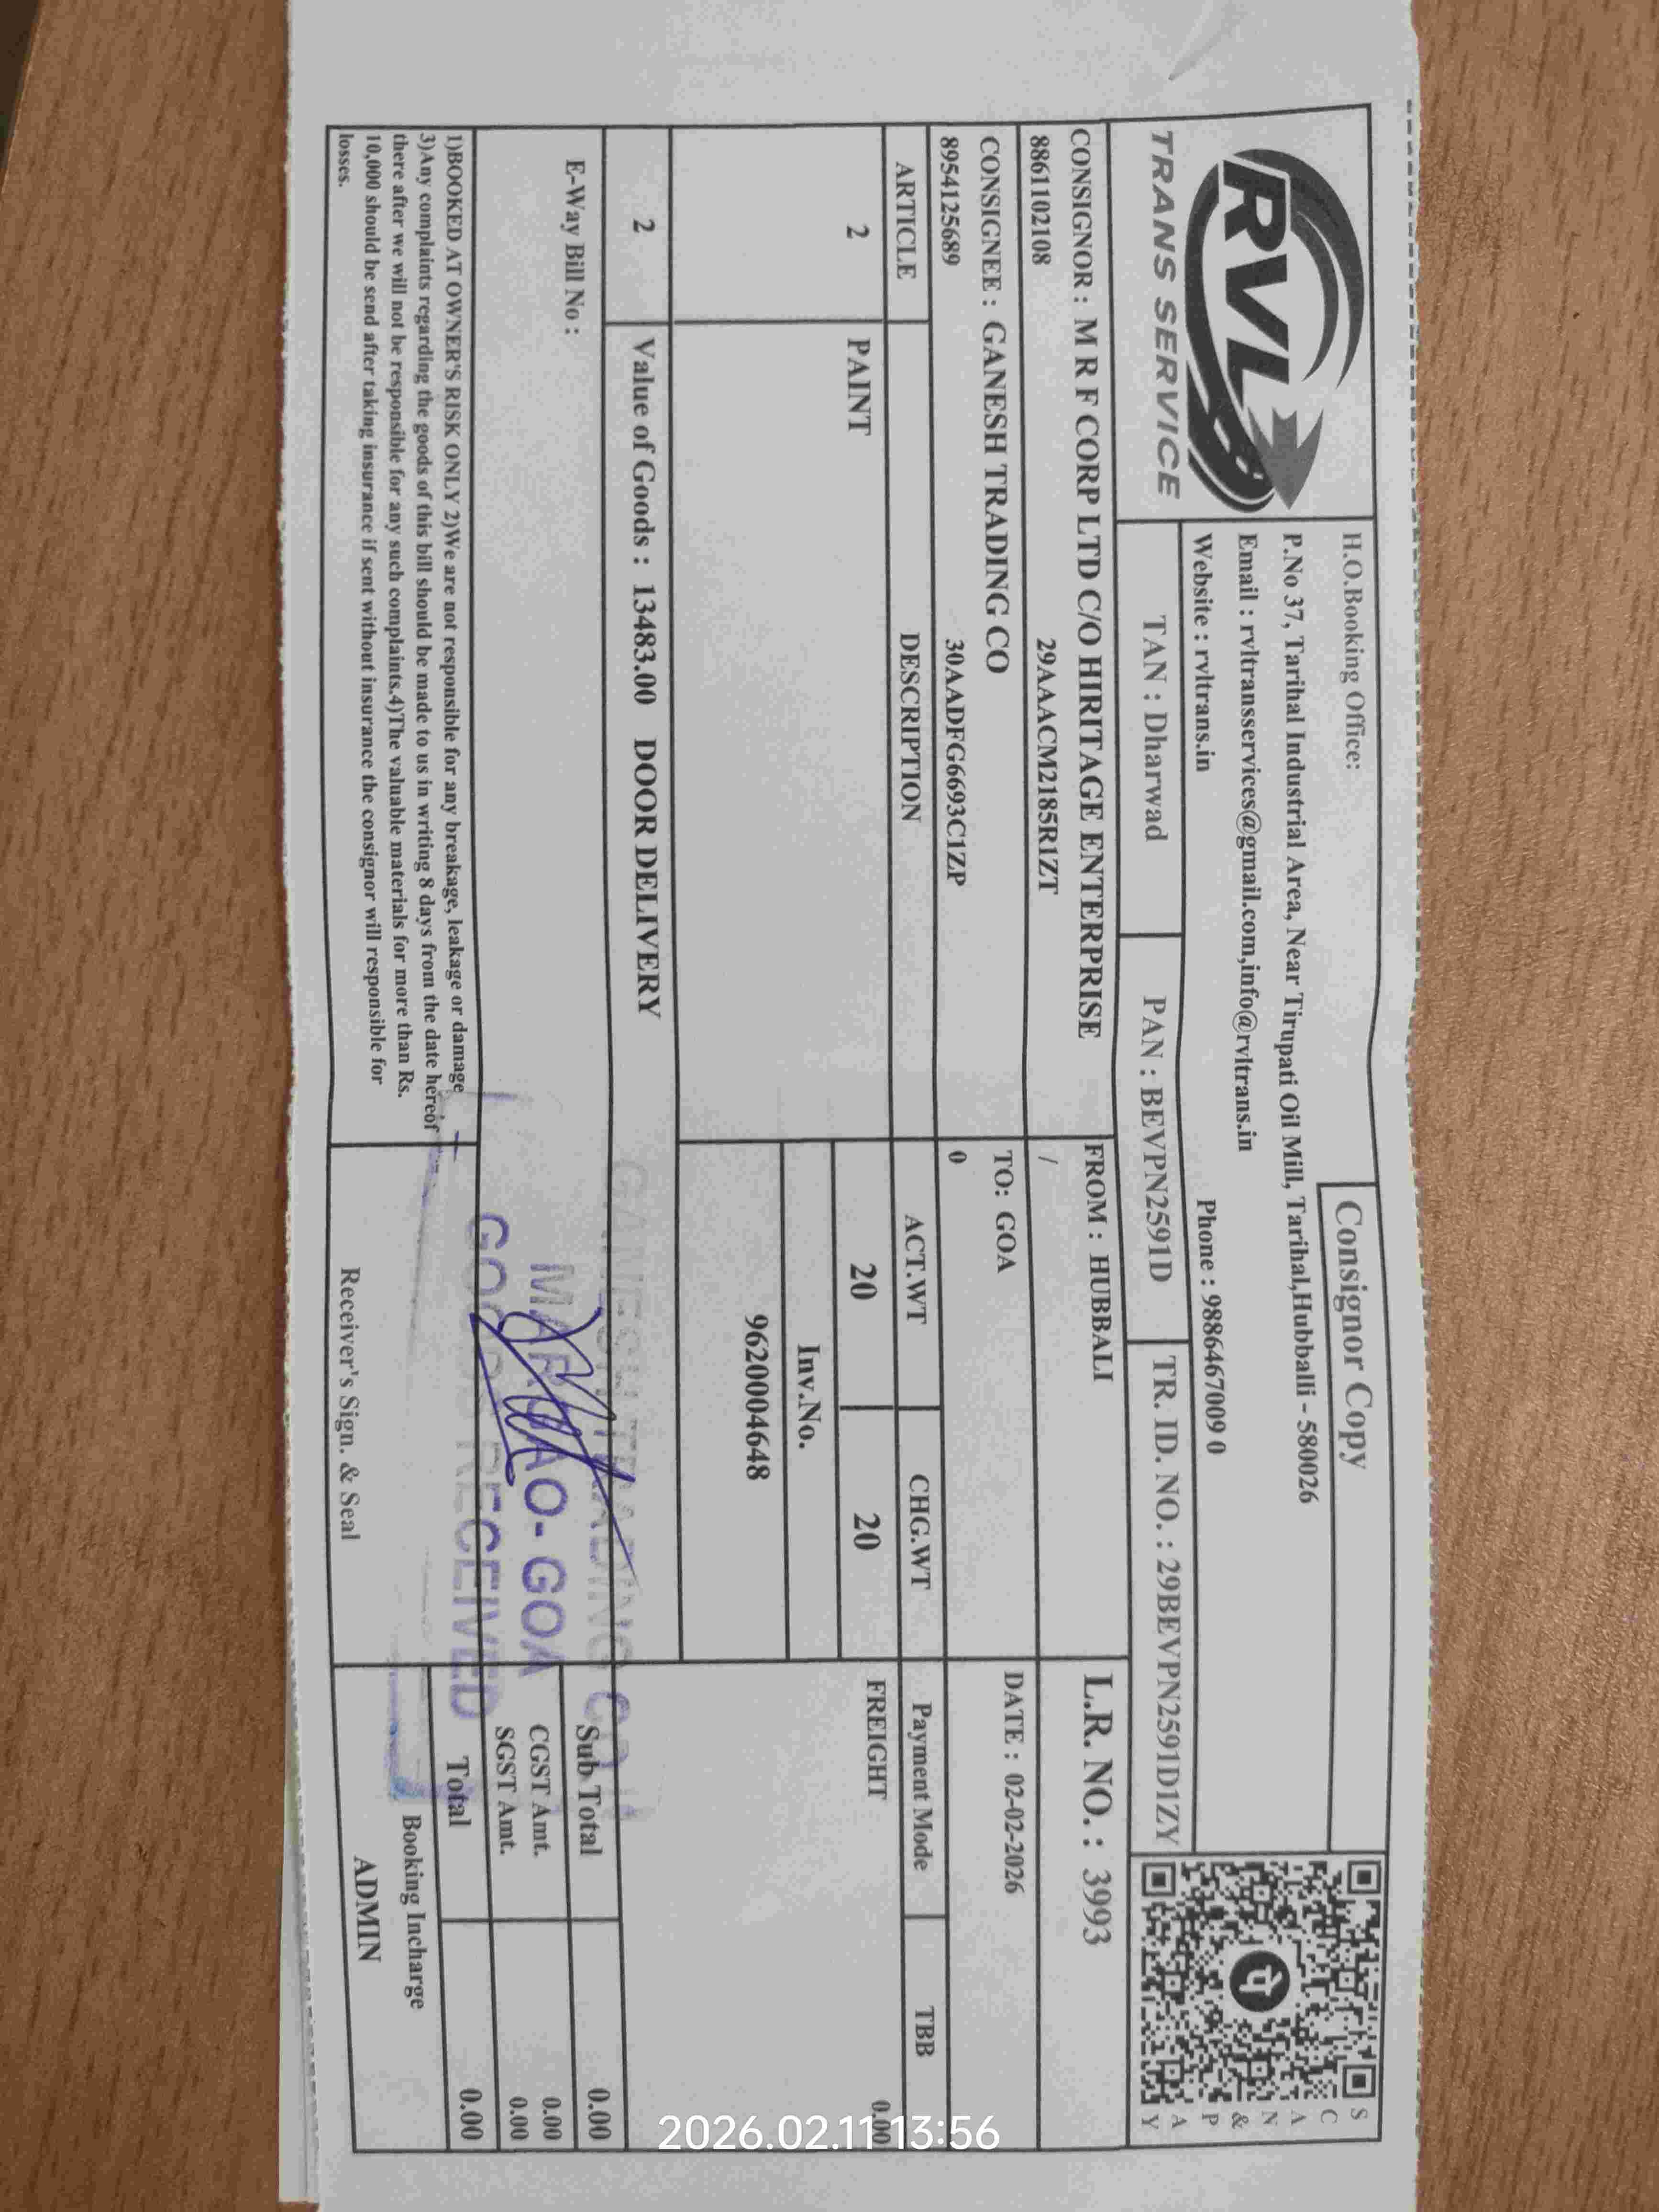 Consignor Copy
RVL
TRANS SERVICE
H.O.Booking Office:
P.No 37, Tarihal Industrial Area, Near Tirupati Oil Mill, Tarihal,Hubballi - 580026
Email : rvltransservices@gmail.com,info@rvltrans.in
Website : rvltrans.in Phone : 9886467009 0
SCAN & PAY
TAN : Dharwad PAN : BEVPN2591D TR. ID. NO. : 29BEVPN2591D1ZY
CONSIGNOR : M R F CORP LTD C/O HIRITAGE ENTERPRISE FROM : HUBBALI L.R. NO. : 3993
8861102108 29AAACM2185R1ZT /
CONSIGNEE : GANESH TRADING CO TO: GOA DATE : 02-02-2026
8954125689 30AADFG6693C1ZP 0
ARTICLE DESCRIPTION ACT.WT CHG.WT Payment Mode TBB
2 PAINT 20 20 FREIGHT 0.00
Inv.No.
9620004648
2 Value of Goods : 13483.00 DOOR DELIVERY
GANESH TRADING CO
MARGAO- GOA
GOODS RECEIVED
E-Way Bill No :
Sub Total 0.00
CGST Amt. 0.00
SGST Amt. 0.00
Total 0.00
1)BOOKED AT OWNER'S RISK ONLY 2)We are not responsible for any breakage, leakage or damage
3)Any complaints regarding the goods of this bill should be made to us in writing 8 days from the date hereof
there after we will not be responsible for any such complaints.4)The valuable materials for more than Rs.
10,000 should be send after taking insurance if sent without insurance the consignor will responsible for
losses.
Receiver's Sign. & Seal
Booking Incharge
ADMIN
2026.02.11 13:56